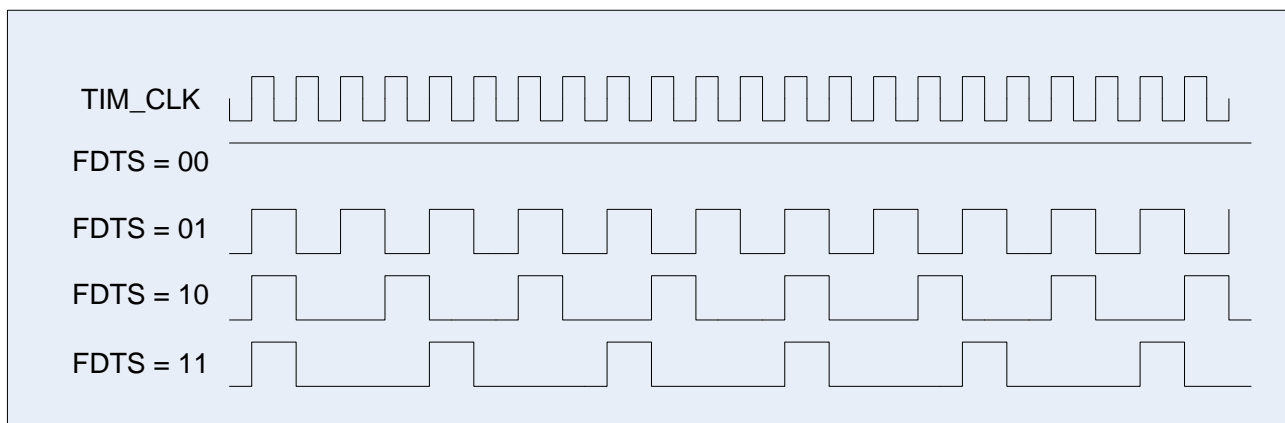 TIM_CLK
FDTS = 00
FDTS = 01
FDTS = 10
FDTS = 11